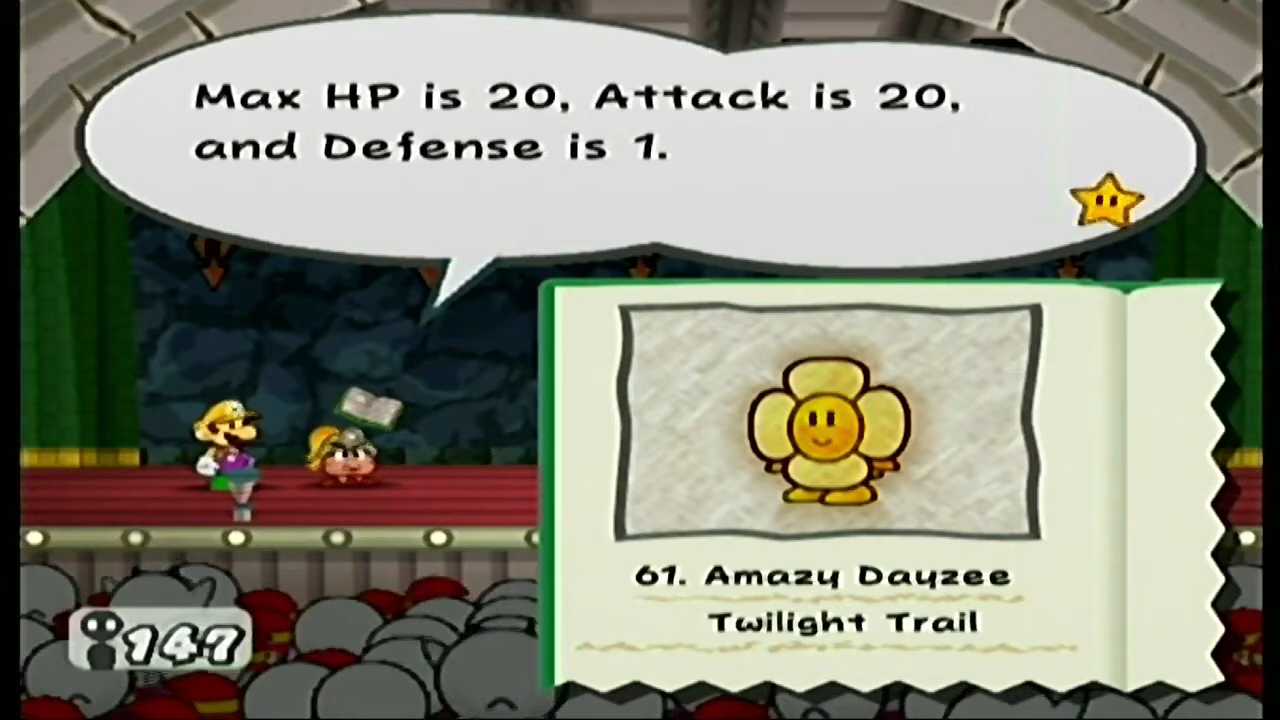 Max HP is 20, Attack is 20,
and Defense is 1.
61. Amazy Dayzee
Twilight Trail
147